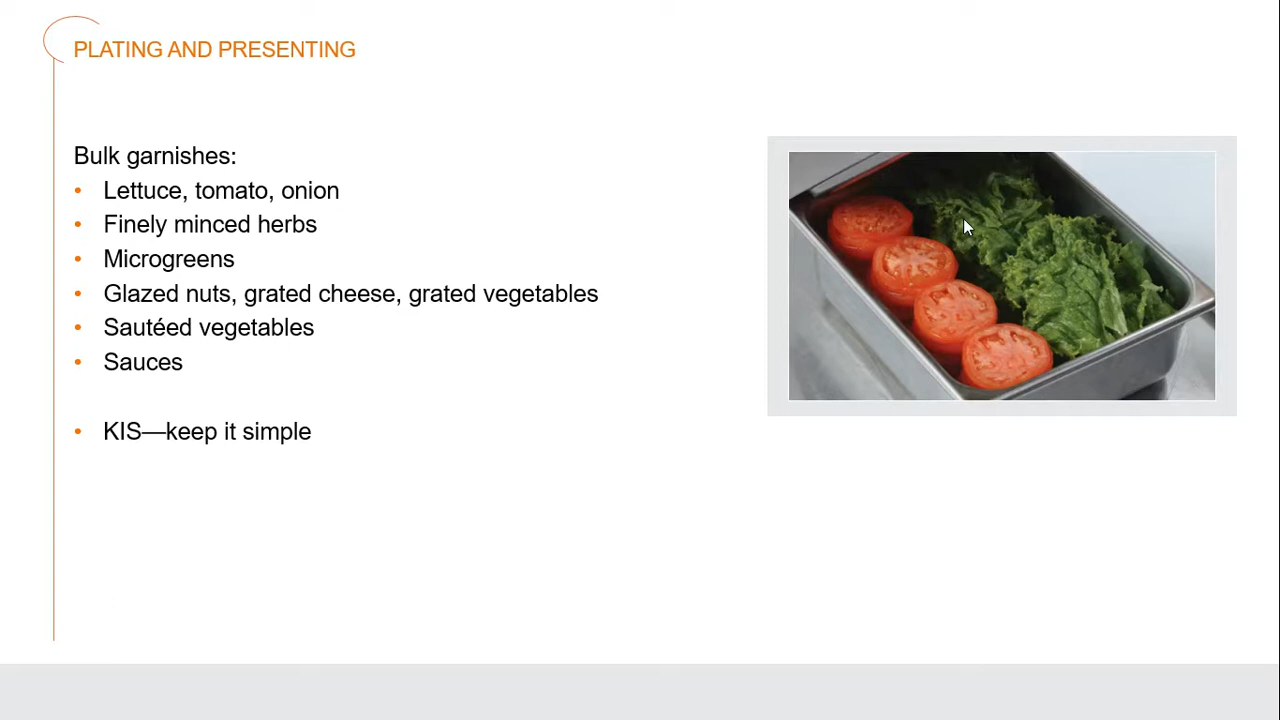 PLATING AND PRESENTING
Bulk garnishes:
• Lettuce, tomato, onion
• Finely minced herbs
• Microgreens
• Glazed nuts, grated cheese, grated vegetables
• Sautéed vegetables
• Sauces
• KIS—keep it simple